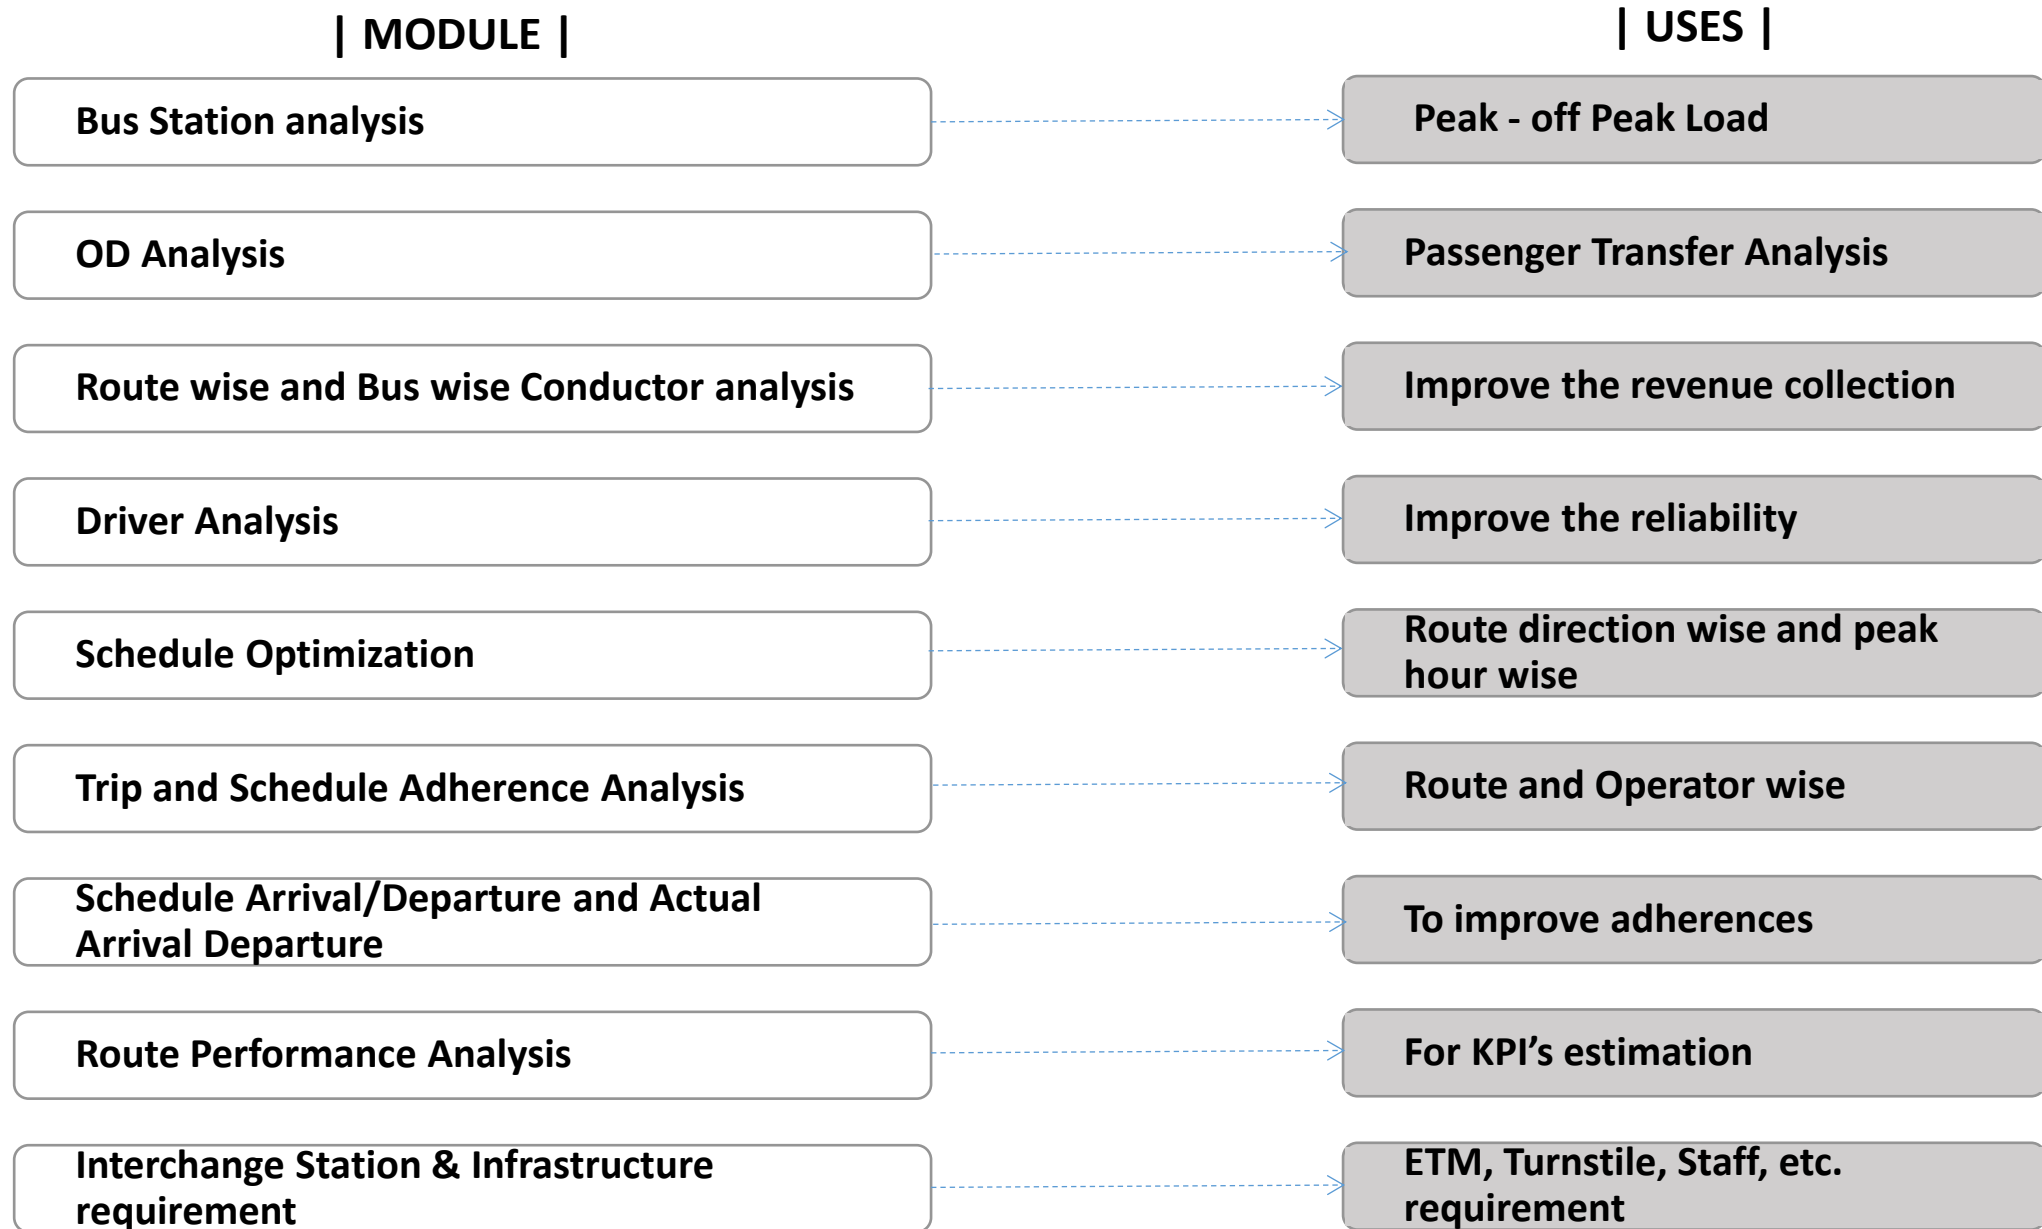 | MODULE |
| USES |
Bus Station analysis
Peak - off Peak Load
OD Analysis
Passenger Transfer Analysis
Route wise and Bus wise Conductor analysis
Improve the revenue collection
Driver Analysis
Improve the reliability
Schedule Optimization
Route direction wise and peak
hour wise
Trip and Schedule Adherence Analysis
Route and Operator wise
Schedule Arrival/Departure and Actual
Arrival Departure
To improve adherences
Route Performance Analysis
For KPI’s estimation
Interchange Station & Infrastructure
requirement
ETM, Turnstile, Staff, etc.
requirement